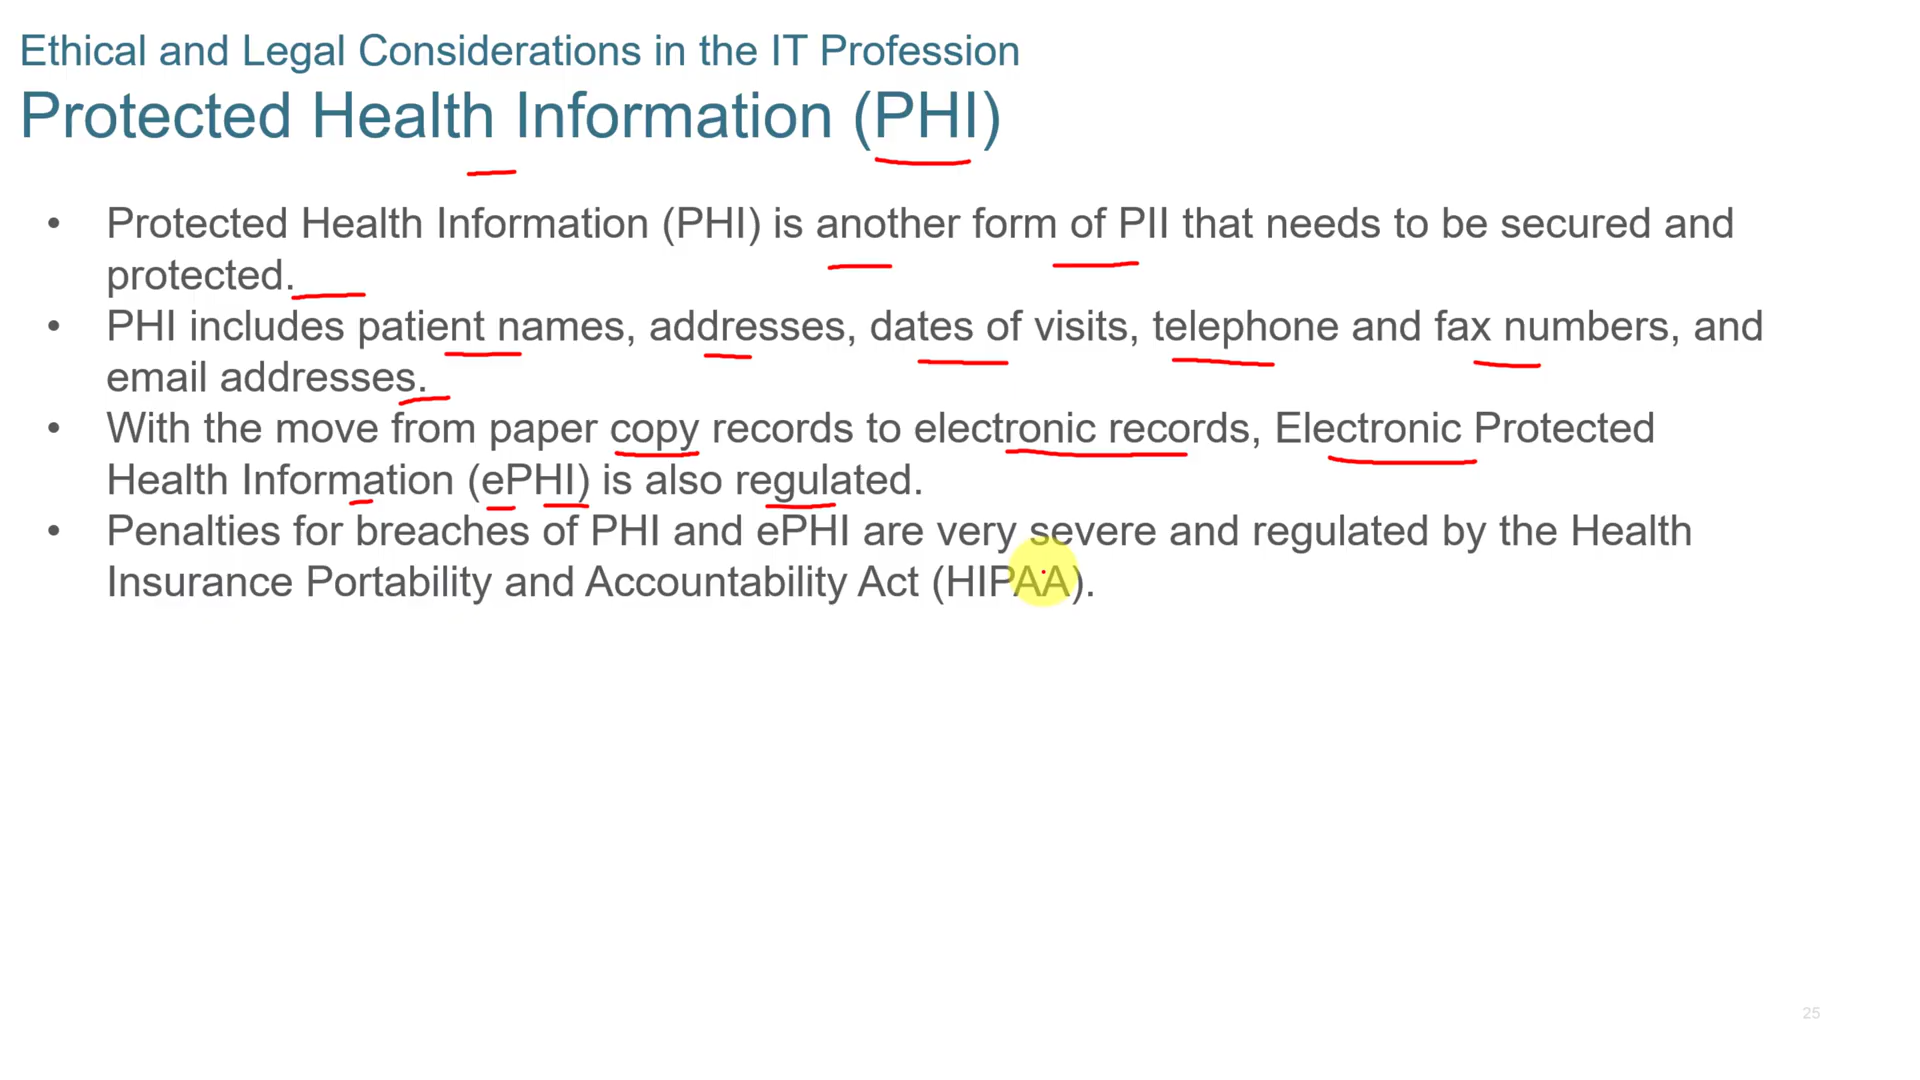 Ethical and Legal Considerations in the IT Profession
Protected Health Information (PHI)
• Protected Health Information (PHI) is another form of PII that needs to be secured and
protected.
• PHI includes patient names, addresses, dates of visits, telephone and fax numbers, and
email addresses.
• With the move from paper copy records to electronic records, Electronic Protected
Health Information (ePHI) is also regulated.
• Penalties for breaches of PHI and ePHI are very severe and regulated by the Health
Insurance Portability and Accountability Act (HIPAA).
25